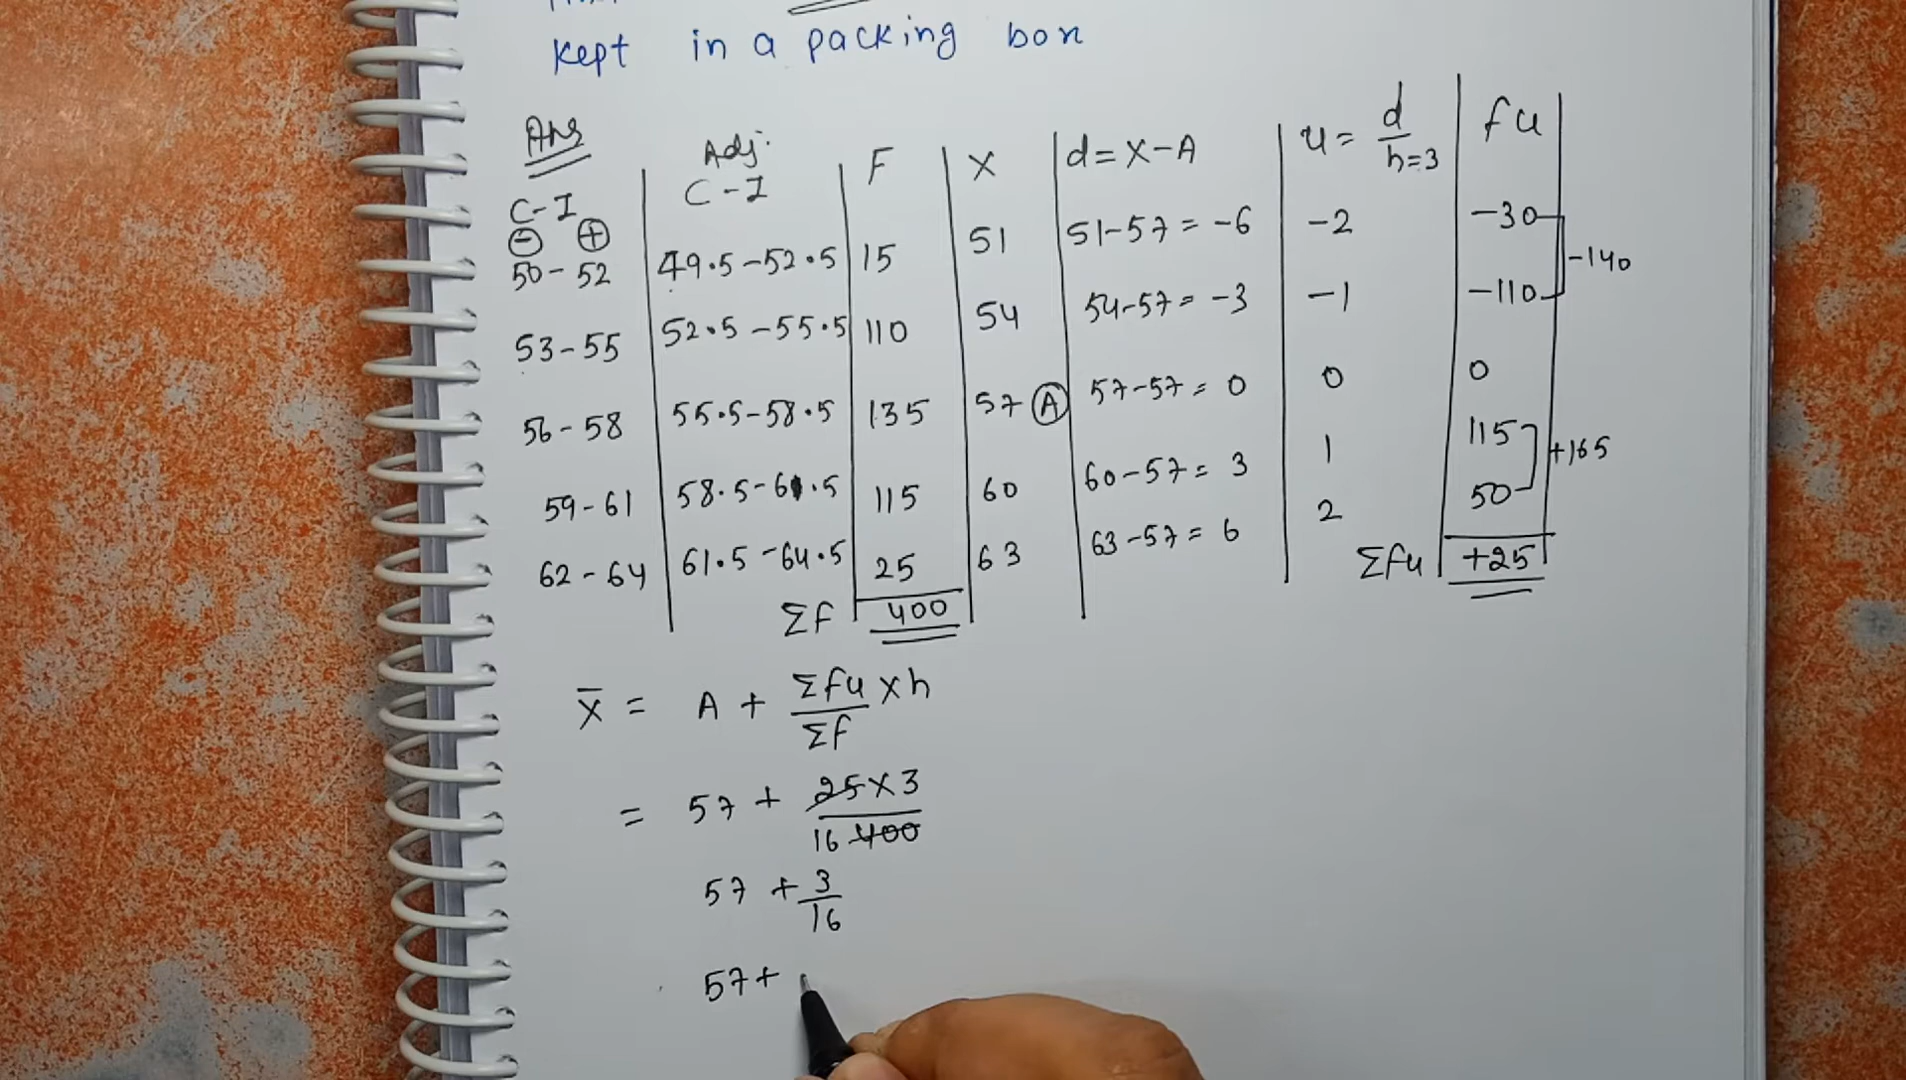 kept in a packing box
Ans
C-I Adj. C-I F X d=X-A u= d/h=3 fu
⊖ ⊕
50-52 49.5-52.5 15 51 51-57=-6 -2 -30
-140
53-55 52.5-55.5 110 54 54-57=-3 -1 -110
56-58 55.5-58.5 135 57 A 57-57=0 0 0
59-61 58.5-61.5 115 60 60-57=3 1 115
+165
62-64 61.5-64.5 25 63 63-57=6 2 50
Σf 400 Σfu +25
x̄ = A + Σfu/Σf xh
= 57 + 25x3/16 400
57 + 3/16
57+